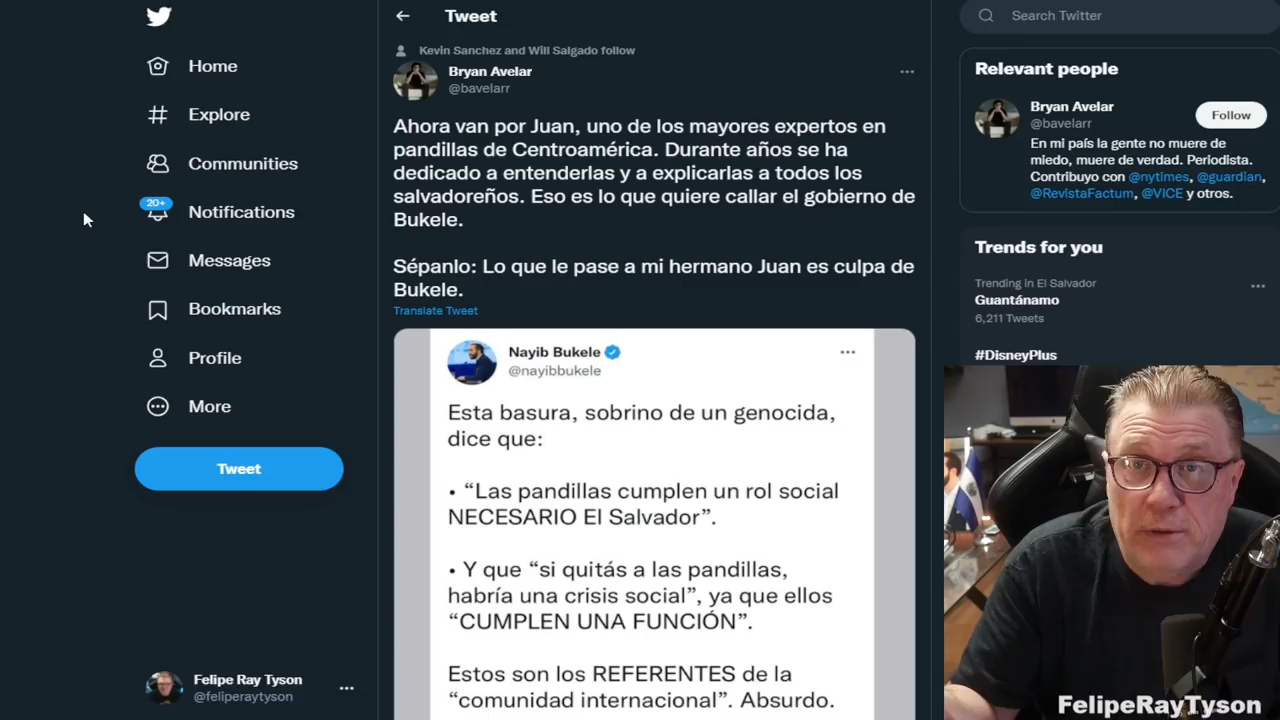 Home
Explore
Communities
20+
Notifications
Messages
Bookmarks
Profile
More
Tweet
Felipe Ray Tyson
@feliperaytyson
Tweet
Kevin Sanchez and Will Salgado follow
Bryan Avelar
@bavelarr
Ahora van por Juan, uno de los mayores expertos en
pandillas de Centroamérica. Durante años se ha
dedicado a entenderlas y a explicarlas a todos los
salvadoreños. Eso es lo que quiere callar el gobierno de
Bukele.
Sépanlo: Lo que le pase a mi hermano Juan es culpa de
Bukele.
Translate Tweet
Nayib Bukele
@nayibbukele
Esta basura, sobrino de un genocida,
dice que:
• “Las pandillas cumplen un rol social
NECESARIO El Salvador”.
• Y que “si quitás a las pandillas,
habría una crisis social”, ya que ellos
“CUMPLEN UNA FUNCIÓN”.
Estos son los REFERENTES de la
“comunidad internacional”. Absurdo.
Search Twitter
Relevant people
Bryan Avelar
@bavelarr
Follow
En mi país la gente no muere de
miedo, muere de verdad. Periodista.
Contribuyo con @nytimes, @guardian,
@RevistaFactum, @VICE y otros.
Trends for you
Trending in El Salvador
Guantánamo
6,211 Tweets
#DisneyPlus
FelipeRayTyson